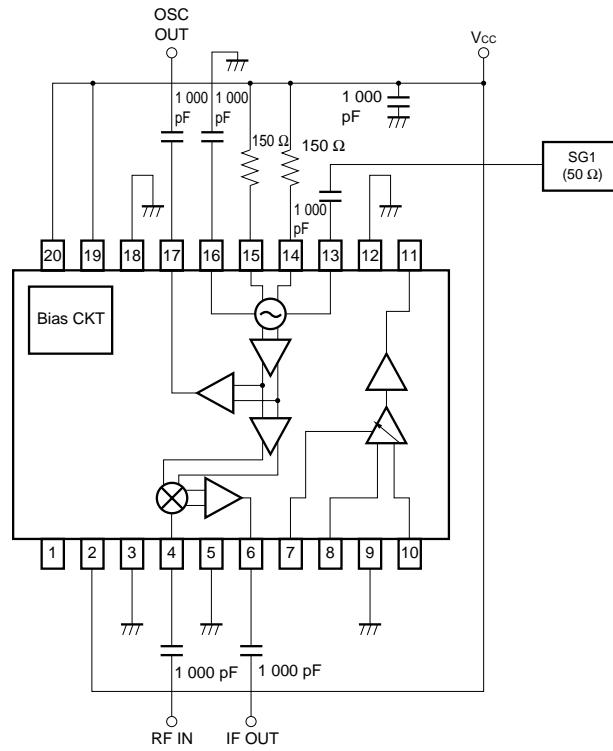 OSC
OUT
VCC
1 000
pF
1 000
pF
150 Ω
150 Ω
1 000
pF
1 000
pF
SG1
(50 Ω)
20
19
18
17
16
15
14
13
12
11
Bias CKT
1
2
3
4
5
6
7
8
9
10
1 000 pF
1 000 pF
RF IN
IF OUT